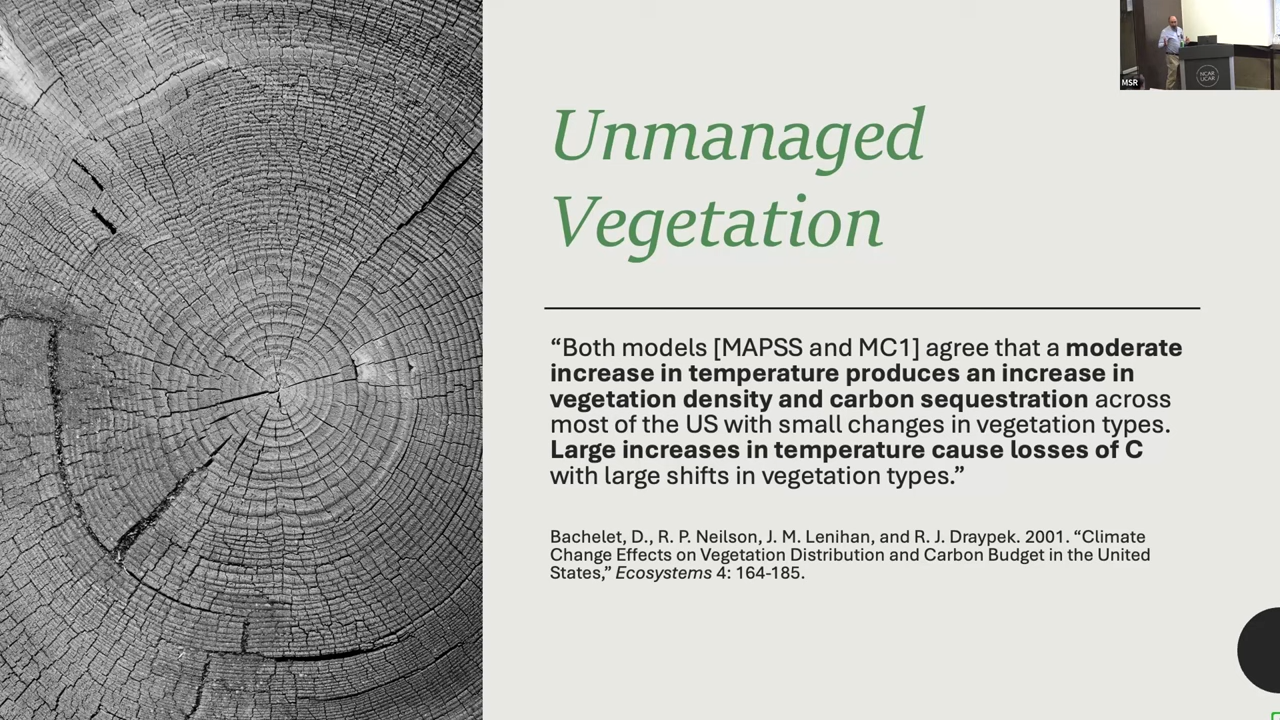 MSR
NCAR
UCAR
Unmanaged
Vegetation
“Both models [MAPSS and MC1] agree that a moderate
increase in temperature produces an increase in
vegetation density and carbon sequestration across
most of the US with small changes in vegetation types.
Large increases in temperature cause losses of C
with large shifts in vegetation types.”
Bachelet, D., R. P. Neilson, J. M. Lenihan, and R. J. Draypek. 2001. “Climate
Change Effects on Vegetation Distribution and Carbon Budget in the United
States,” Ecosystems 4: 164-185.